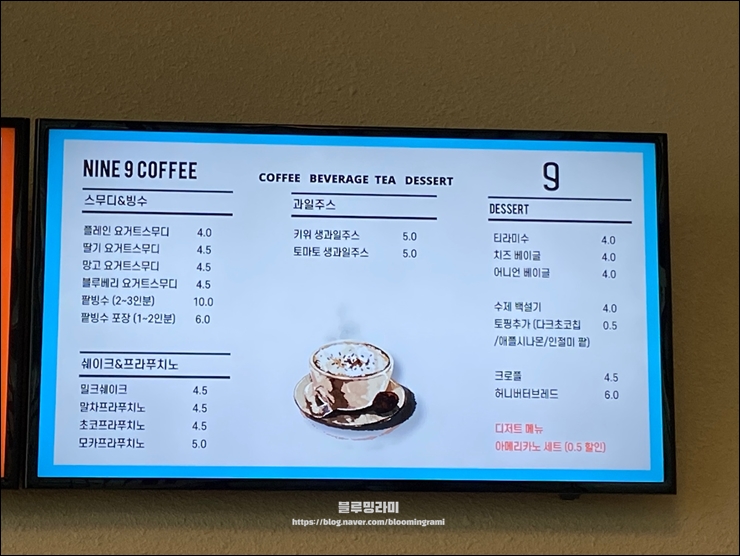 NINE 9 COFFEE
COFFEE BEVERAGE TEA DESSERT
9
스무디&빙수
플레인 요거트스무디 4.0
딸기 요거트스무디 4.5
망고 요거트스무디 4.5
블루베리 요거트스무디 4.5
팥빙수 (2~3인분) 10.0
팥빙수 포장 (1~2인분) 6.0
쉐이크&프라푸치노
밀크쉐이크 4.5
말차프라푸치노 4.5
초코프라푸치노 4.5
모카프라푸치노 5.0
과일주스
키위 생과일주스 5.0
토마토 생과일주스 5.0
DESSERT
티라미수 4.0
치즈 베이글 4.0
어니언 베이글 4.0
수제 백설기 4.0
토핑추가 (다크초코칩 0.5
/애플시나몬/인절미 팥)
크로플 4.5
허니버터브레드 6.0
디저트 메뉴
아메리카노 세트 (0.5 할인)
블루밍라미
https://blog.naver.com/bloomingrami